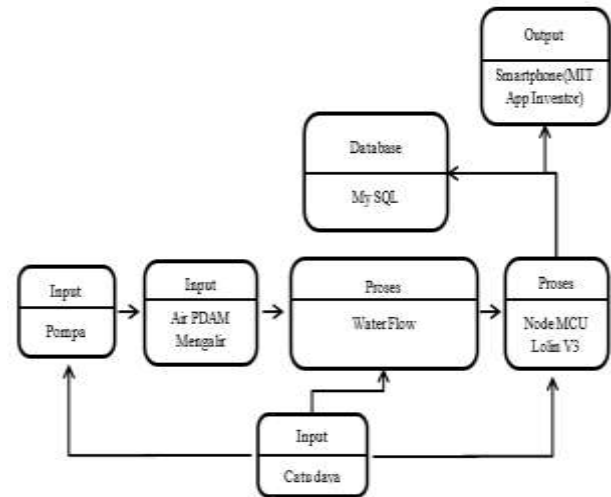 Output
Smartphone(MIT
App Inventor)
Database
My SQL
Input
Pompa
Input
Air PDAM
Mengalir
Proses
Water Flow
Proses
Node MCU
Lolin V3
Input
Catu daya